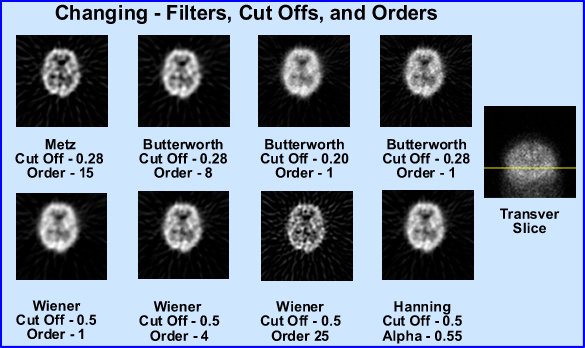 Changing - Filters, Cut Offs, and Orders
Metz
Cut Off - 0.28
Order - 15
Butterworth
Cut Off - 0.28
Order - 8
Butterworth
Cut Off - 0.20
Order - 1
Butterworth
Cut Off - 0.28
Order - 1
Transver
Slice
Wiener
Cut Off - 0.5
Order - 1
Wiener
Cut Off - 0.5
Order - 4
Wiener
Cut Off - 0.5
Order 25
Hanning
Cut Off - 0.5
Alpha - 0.55